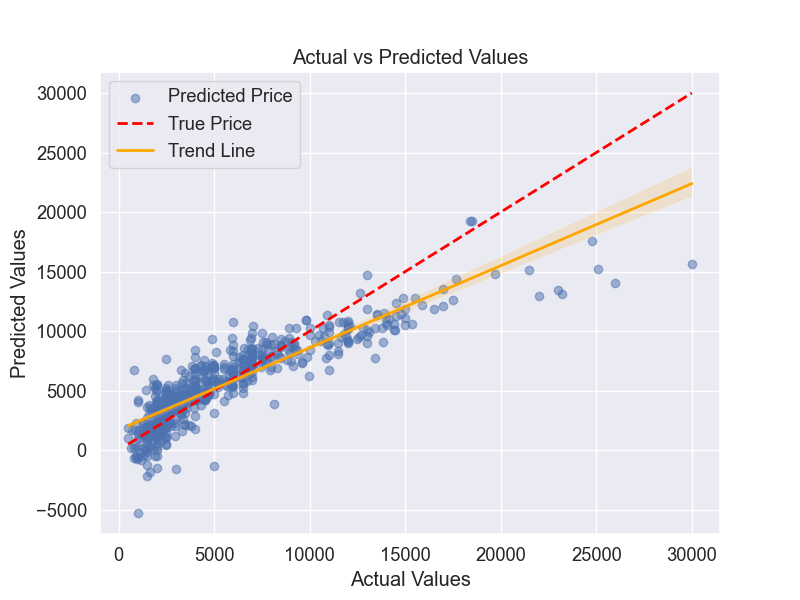 Actual vs Predicted Values
Predicted Price
True Price
Trend Line
30000
25000
20000
15000
10000
5000
0
−5000
Predicted Values
0 5000 10000 15000 20000 25000 30000
Actual Values